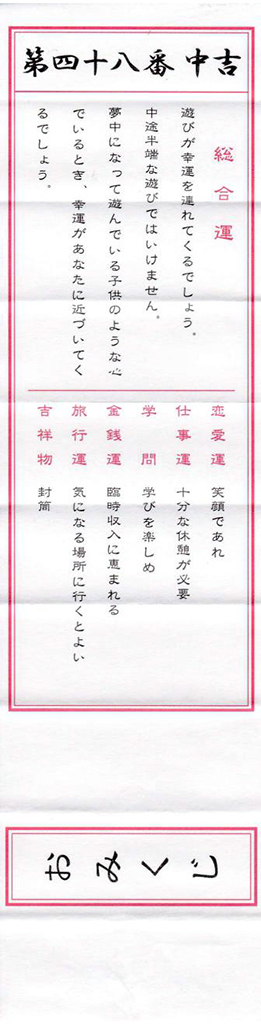 第四十八番 中吉
総合運
遊びが幸運を連れてくるでしょう。
中途半端な遊びではいけません。
夢中になって遊んでいる子供のような心
でいるとき、幸運があなたに近づいてく
るでしょう。
恋愛運 笑顔であれ
仕事運 十分な休憩が必要
学問 学びを楽しめ
金銭運 臨時収入に恵まれる
旅行運 気になる場所に行くとよい
吉祥物 封筒
おみくじ